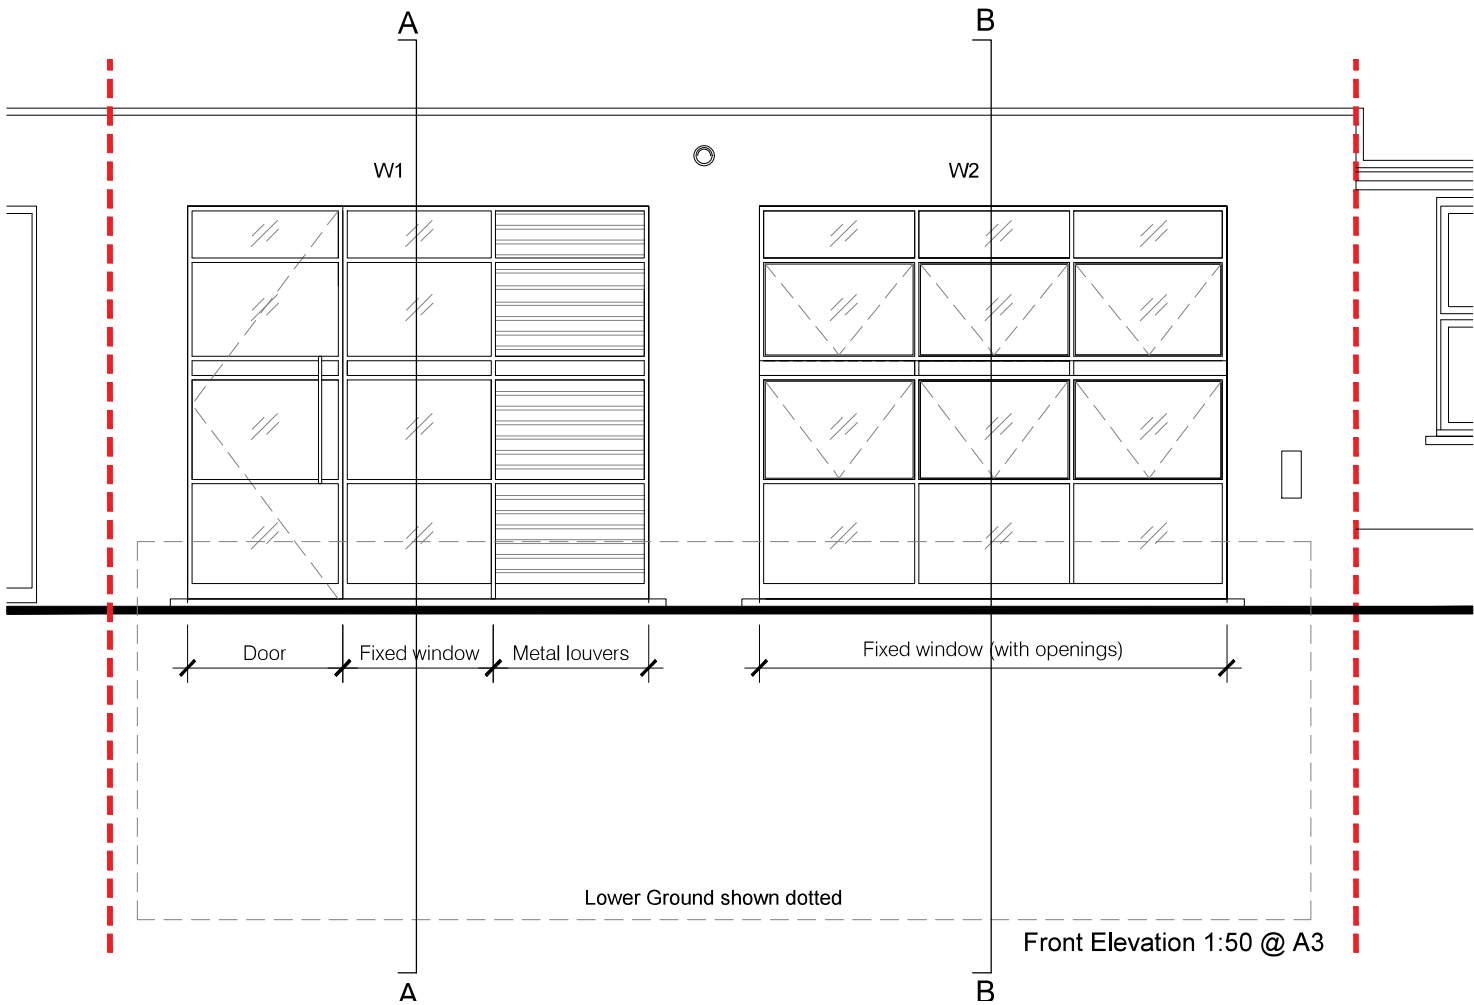 A B
W1 W2
Door Fixed window Metal louvers Fixed window (with openings)
Lower Ground shown dotted
Front Elevation 1:50 @ A3
A B